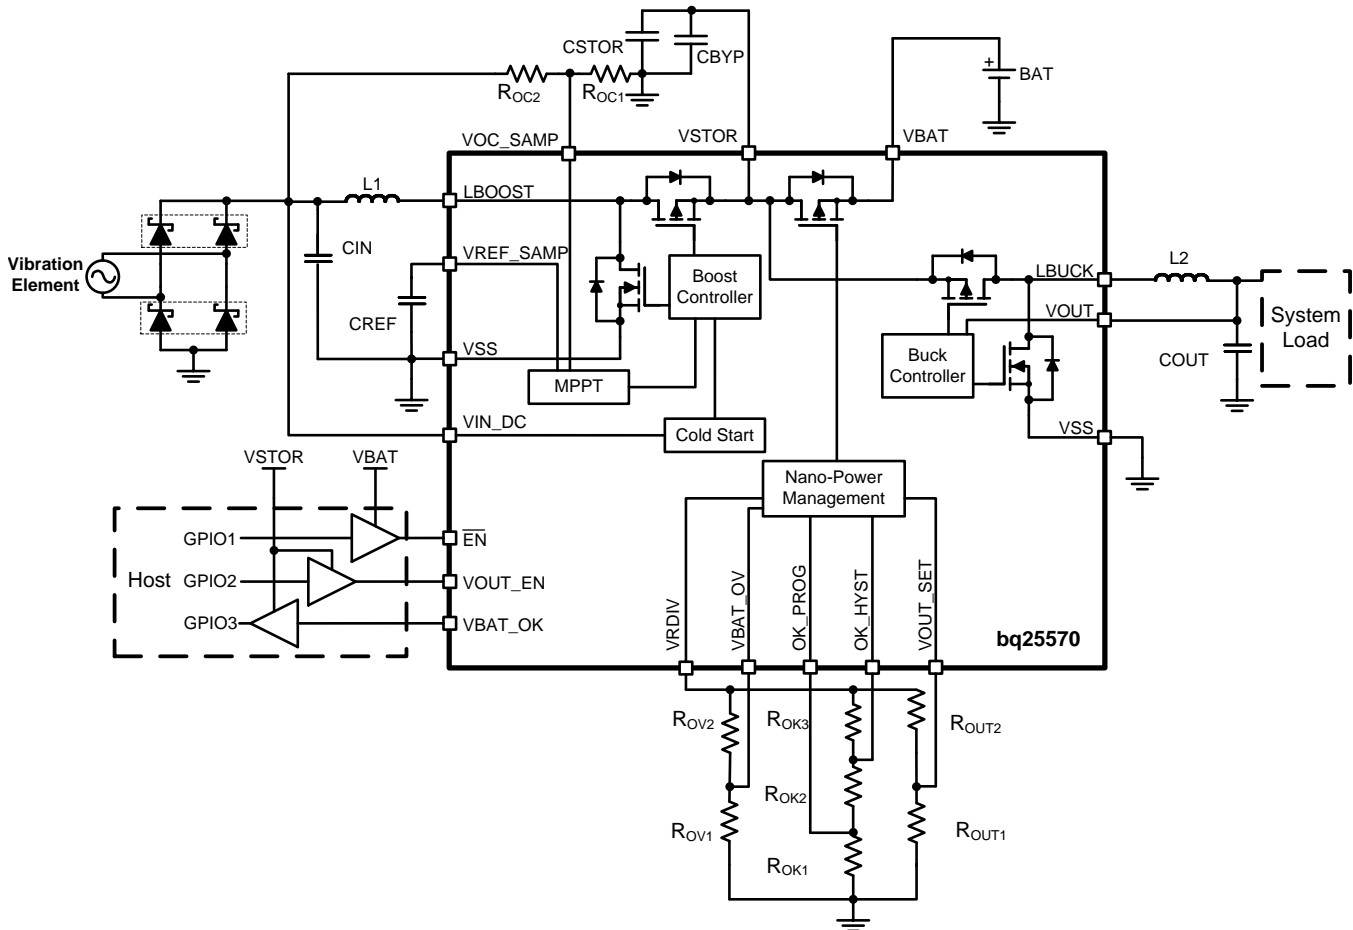 CSTOR
CBYP
BAT
+
ROC2
ROC1
VOC_SAMP
VSTOR
VBAT
L1
LBOOST
CIN
VREF_SAMP
Boost
Controller
Vibration
Element
CREF
VSS
MPPT
VIN_DC
Cold Start
LBUCK
L2
VOUT
System
Load
Buck
Controller
COUT
VSS
VSTOR
VBAT
Nano-Power
Management
GPIO1
EN
Host
GPIO2
VOUT_EN
GPIO3
VBAT_OK
VRDIV
VBAT_OV
OK_PROG
OK_HYST
VOUT_SET
bq25570
ROV2
ROK3
ROUT2
ROK2
ROV1
ROUT1
ROK1